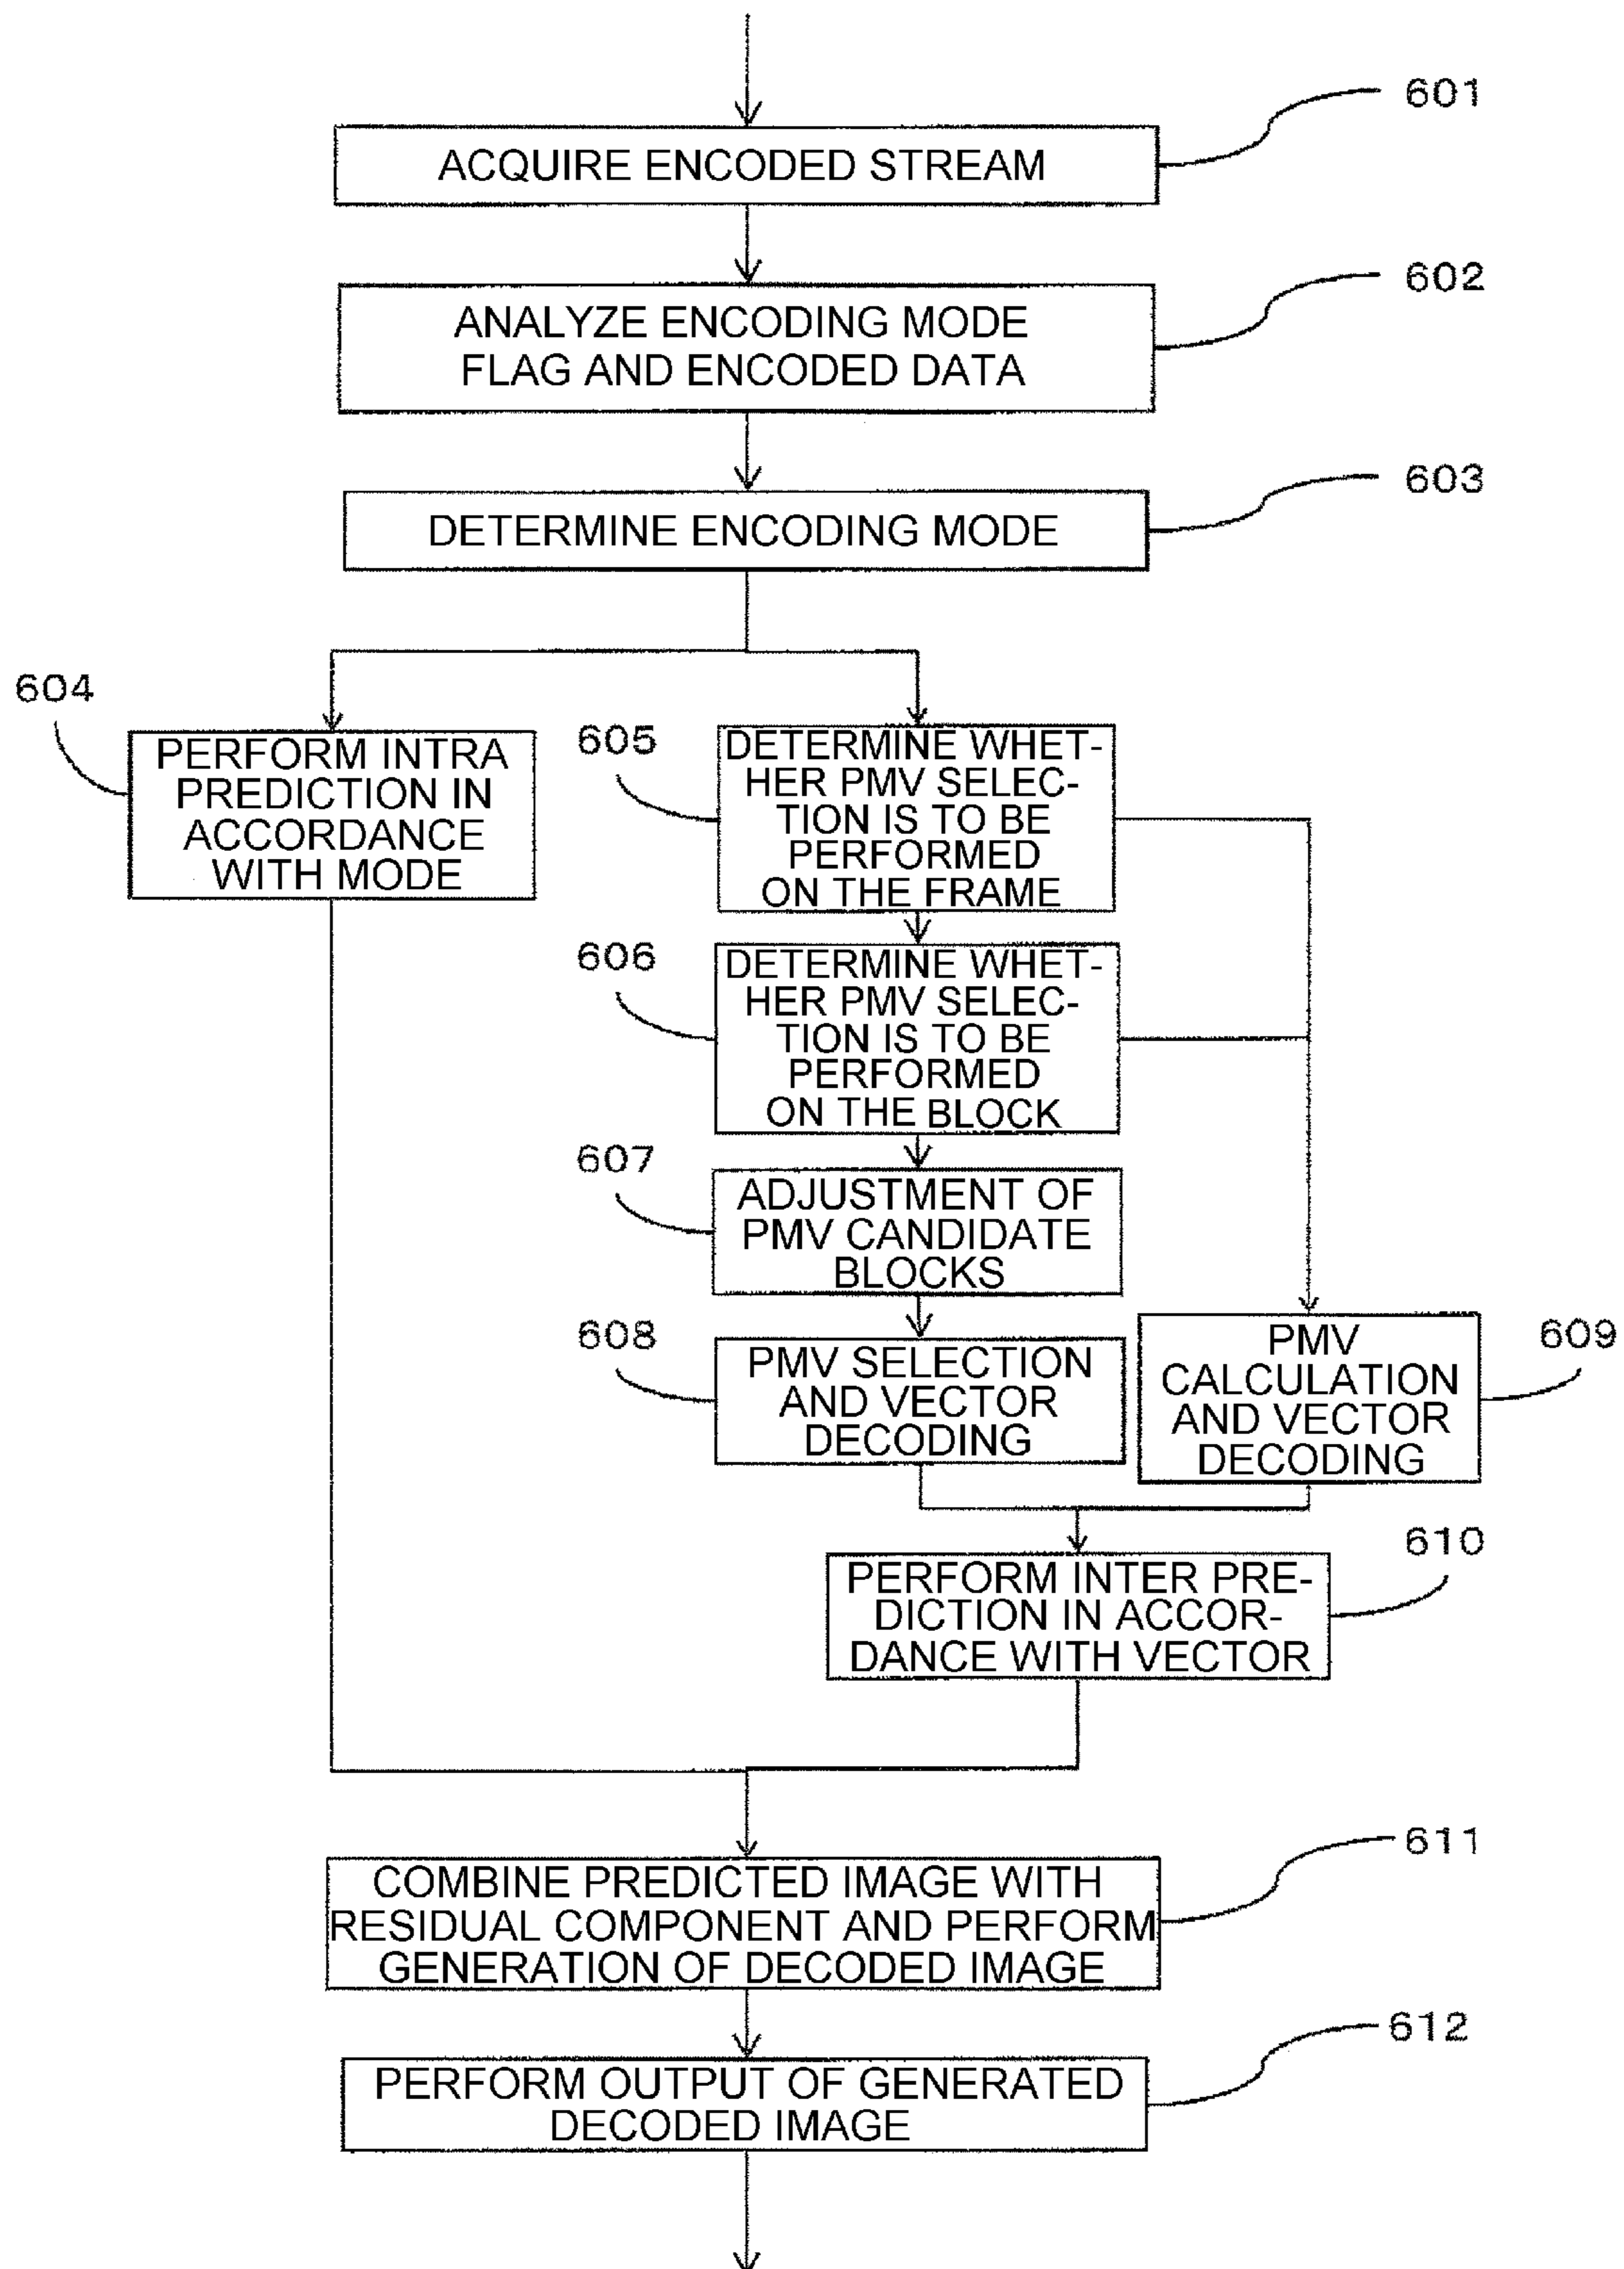 601
ACQUIRE ENCODED STREAM
602
ANALYZE ENCODING MODE
FLAG AND ENCODED DATA
603
DETERMINE ENCODING MODE
604
PERFORM INTRA
PREDICTION IN
ACCORDANCE
WITH MODE
605
DETERMINE WHET-
HER PMV SELEC-
TION IS TO BE
PERFORMED
ON THE FRAME
606
DETERMINE WHET-
HER PMV SELEC-
TION IS TO BE
PERFORMED
ON THE BLOCK
607
ADJUSTMENT OF
PMV CANDIDATE
BLOCKS
608
PMV SELECTION
AND VECTOR
DECODING
609
PMV
CALCULATION
AND VECTOR
DECODING
610
PERFORM INTER PRE-
DICTION IN ACCOR-
DANCE WITH VECTOR
611
COMBINE PREDICTED IMAGE WITH
RESIDUAL COMPONENT AND PERFORM
GENERATION OF DECODED IMAGE
612
PERFORM OUTPUT OF GENERATED
DECODED IMAGE